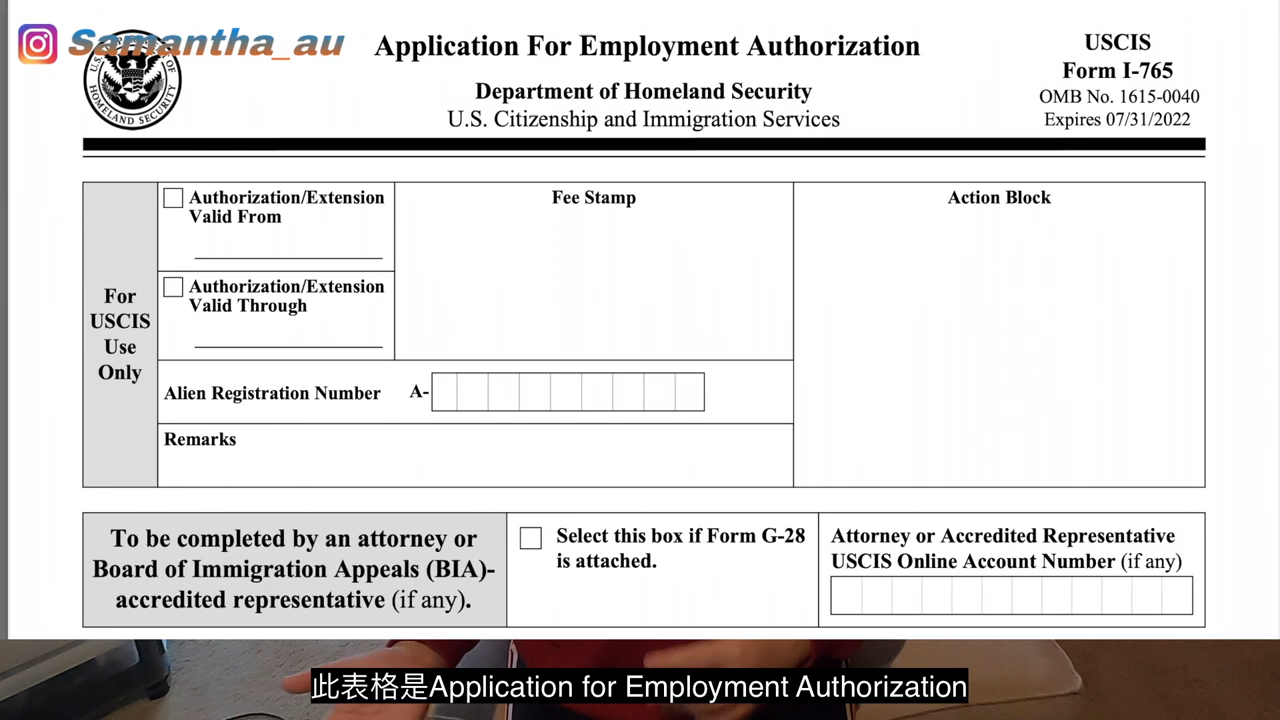 Samantha_au
Application For Employment Authorization
Department of Homeland Security
U.S. Citizenship and Immigration Services
USCIS
Form I-765
OMB No. 1615-0040
Expires 07/31/2022
For
USCIS
Use
Only
Authorization/Extension
Valid From
Authorization/Extension
Valid Through
Fee Stamp
Action Block
Alien Registration Number A-
Remarks
To be completed by an attorney or
Board of Immigration Appeals (BIA)-
accredited representative (if any).
Select this box if Form G-28
is attached.
Attorney or Accredited Representative
USCIS Online Account Number (if any)
此表格是Application for Employment Authorization